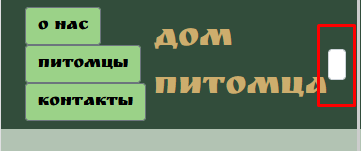 о нас
питомцы
контакты
дом
питомца